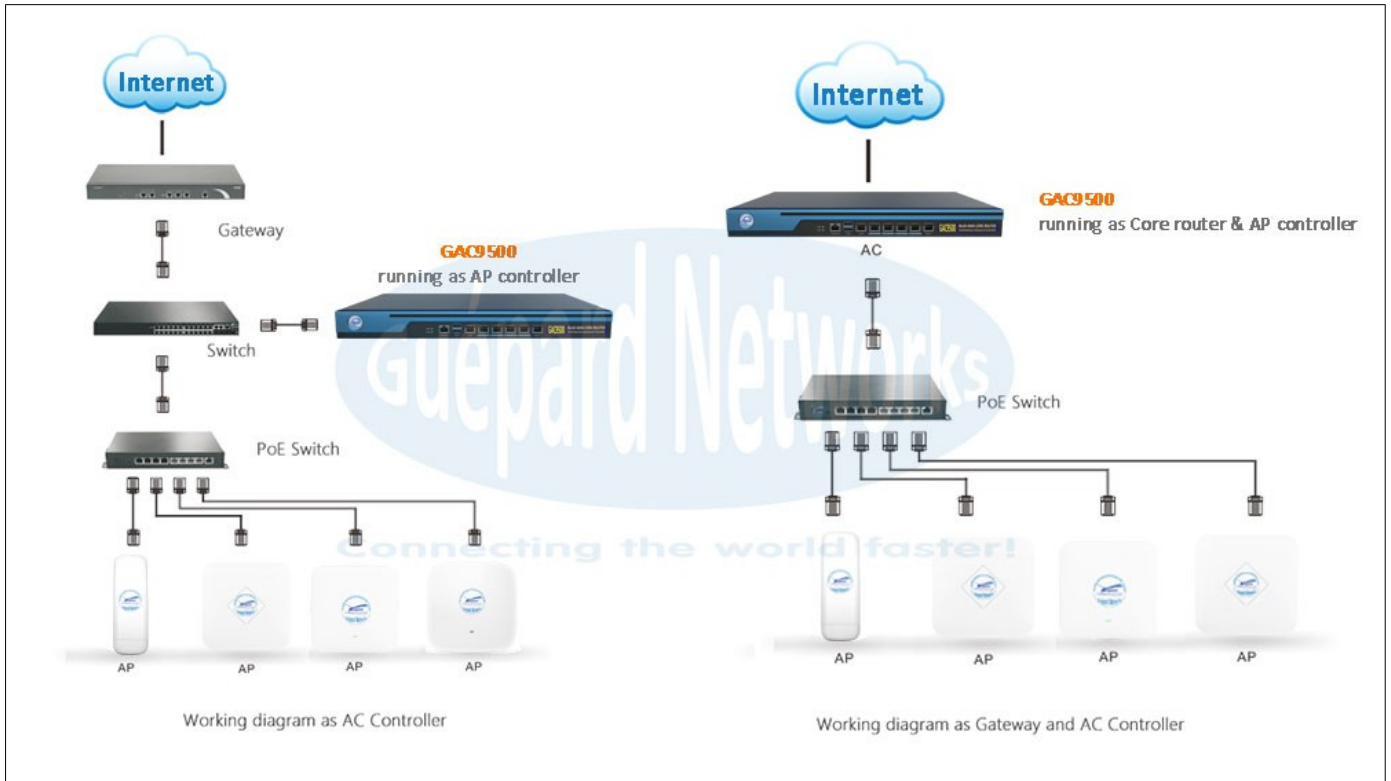 Internet
Gateway
GAC9500
running as AP controller
Switch
PoE Switch
AP
AP
AP
AP
Working diagram as AC Controller
Internet
GAC9500
running as Core router & AP controller
GAC9500
AC
PoE Switch
AP
AP
AP
AP
Working diagram as Gateway and AC Controller
Guépard Networks
Connecting the world faster!